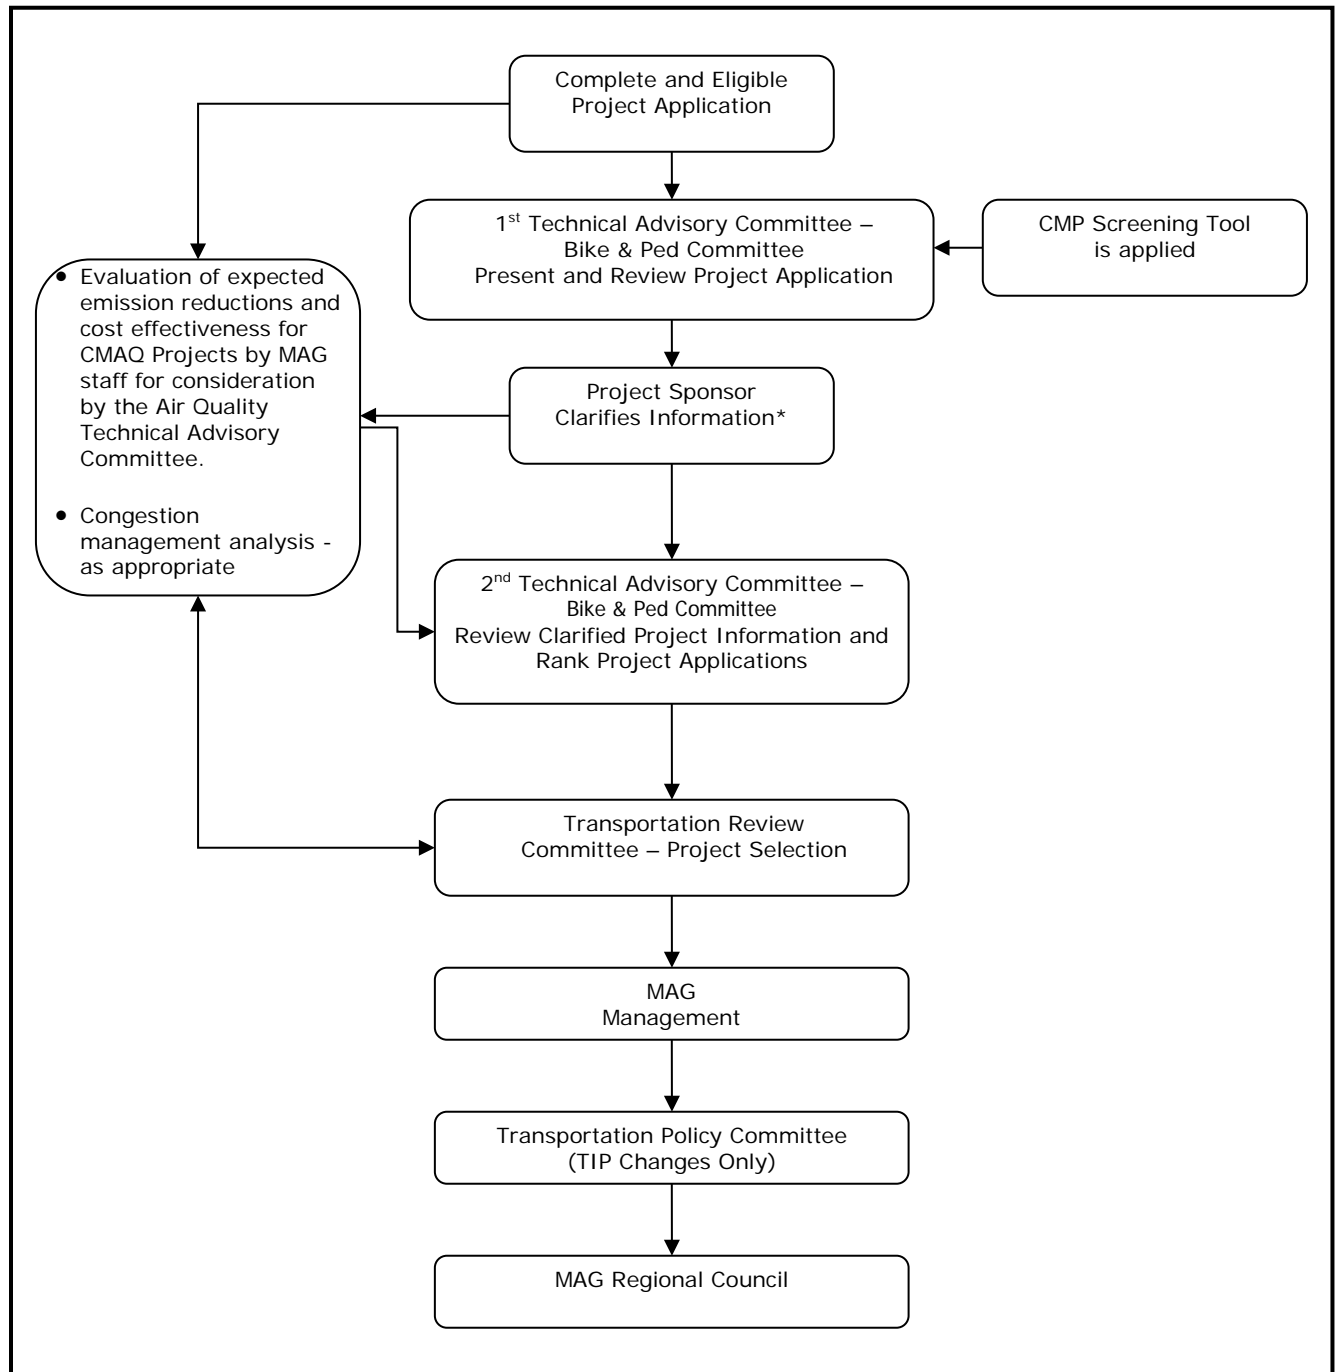 Complete and Eligible
Project Application
1st Technical Advisory Committee –
Bike & Ped Committee
Present and Review Project Application
CMP Screening Tool
is applied
• Evaluation of expected
emission reductions and
cost effectiveness for
CMAQ Projects by MAG
staff for consideration
by the Air Quality
Technical Advisory
Committee.
• Congestion
management analysis -
as appropriate
Project Sponsor
Clarifies Information*
2nd Technical Advisory Committee –
Bike & Ped Committee
Review Clarified Project Information and
Rank Project Applications
Transportation Review
Committee – Project Selection
MAG
Management
Transportation Policy Committee
(TIP Changes Only)
MAG Regional Council